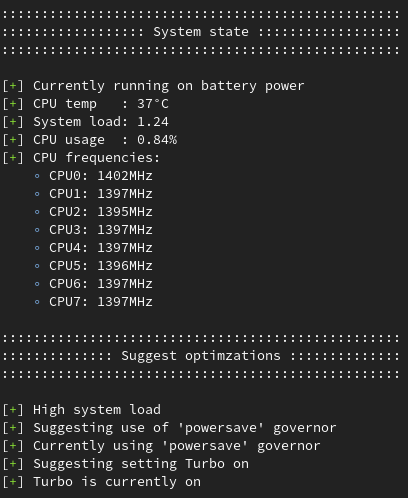 :::::::::::::::::::::::::::::::::::::::::::::::::::
:::::::::::::::::: System state ::::::::::::::::::
:::::::::::::::::::::::::::::::::::::::::::::::::::
[+] Currently running on battery power
[+] CPU temp   : 37°C
[+] System load: 1.24
[+] CPU usage  : 0.84%
[+] CPU frequencies:
◦ CPU0: 1402MHz
◦ CPU1: 1397MHz
◦ CPU2: 1395MHz
◦ CPU3: 1397MHz
◦ CPU4: 1397MHz
◦ CPU5: 1396MHz
◦ CPU6: 1397MHz
◦ CPU7: 1397MHz
:::::::::::::::::::::::::::::::::::::::::::::::::::
:::::::::::::: Suggest optimzations ::::::::::::::
:::::::::::::::::::::::::::::::::::::::::::::::::::
[+] High system load
[+] Suggesting use of 'powersave' governor
[+] Currently using 'powersave' governor
[+] Suggesting setting Turbo on
[+] Turbo is currently on